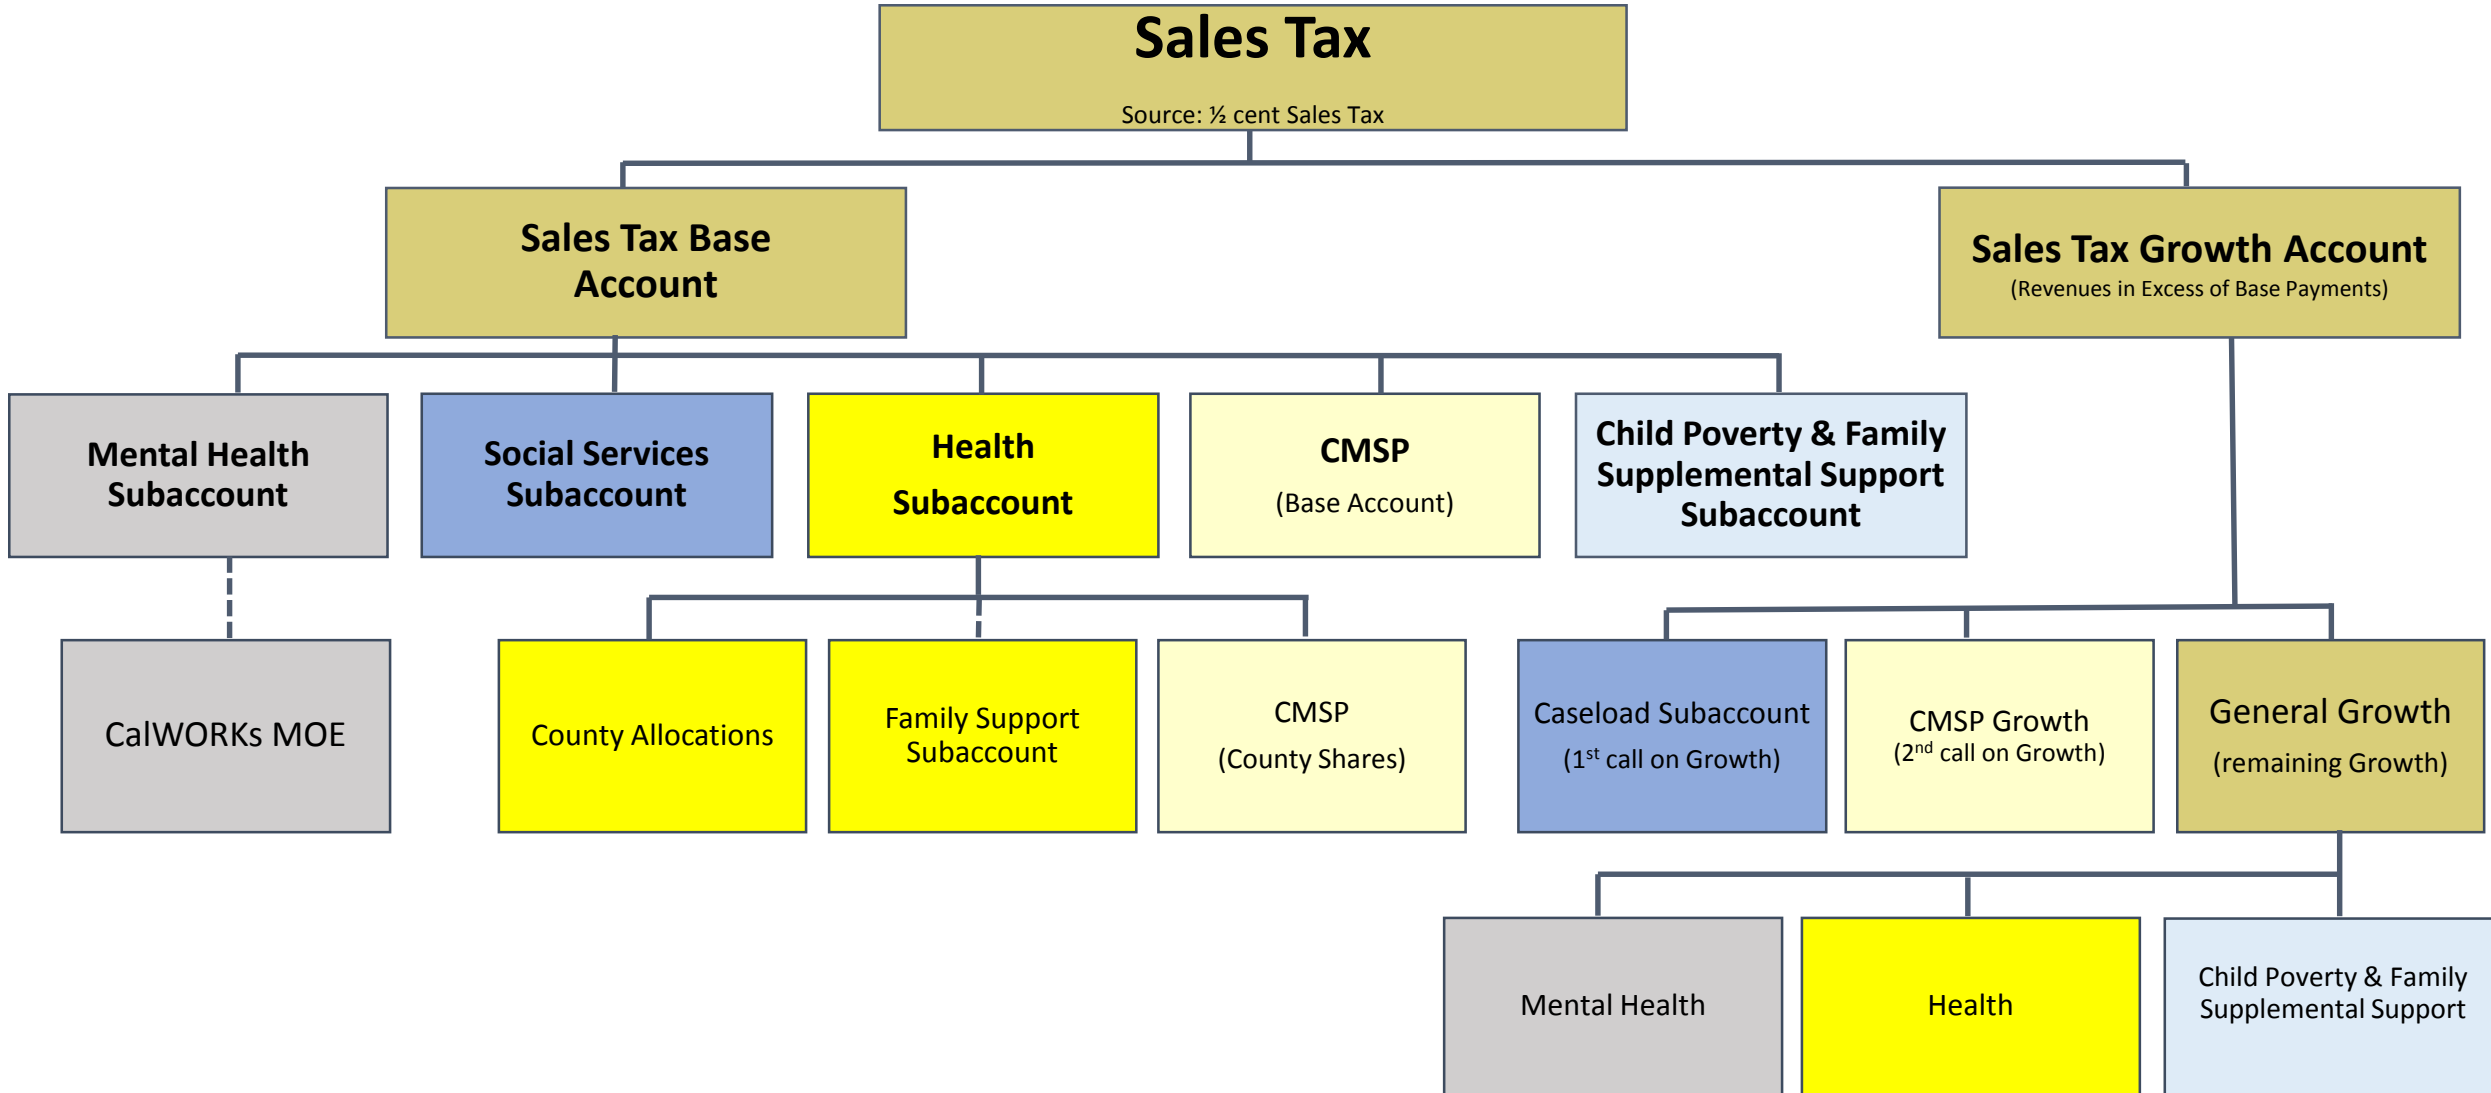 Sales Tax
Source: ½ cent Sales Tax
Sales Tax Base
Account
Sales Tax Growth Account
(Revenues in Excess of Base Payments)
Mental Health
Subaccount
Social Services
Subaccount
Health
Subaccount
CMSP
(Base Account)
Child Poverty & Family
Supplemental Support
Subaccount
CalWORKs MOE
County Allocations
Family Support
Subaccount
CMSP
(County Shares)
Caseload Subaccount
(1st call on Growth)
CMSP Growth
(2nd call on Growth)
General Growth
(remaining Growth)
Mental Health
Health
Child Poverty & Family
Supplemental Support